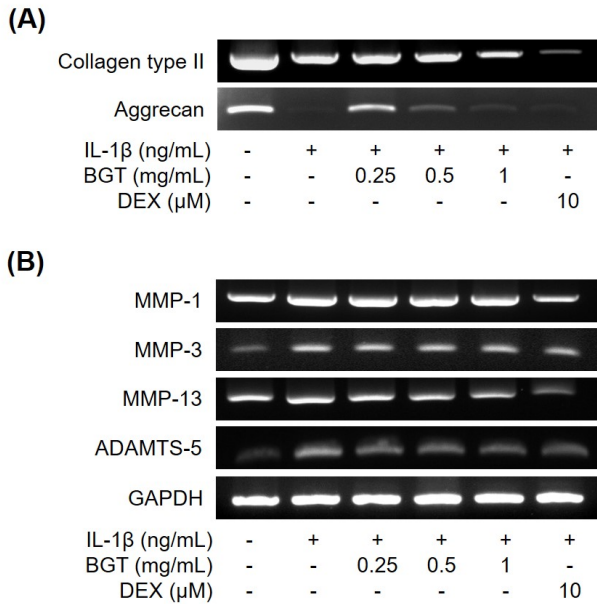 (A)
Collagen type II
Aggrecan
IL-1β (ng/mL) - + + + + +
BGT (mg/mL) - - 0.25 0.5 1 -
DEX (μM) - - - - - 10
(B)
MMP-1
MMP-3
MMP-13
ADAMTS-5
GAPDH
IL-1β (ng/mL) - + + + + +
BGT (mg/mL) - - 0.25 0.5 1 -
DEX (μM) - - - - - 10